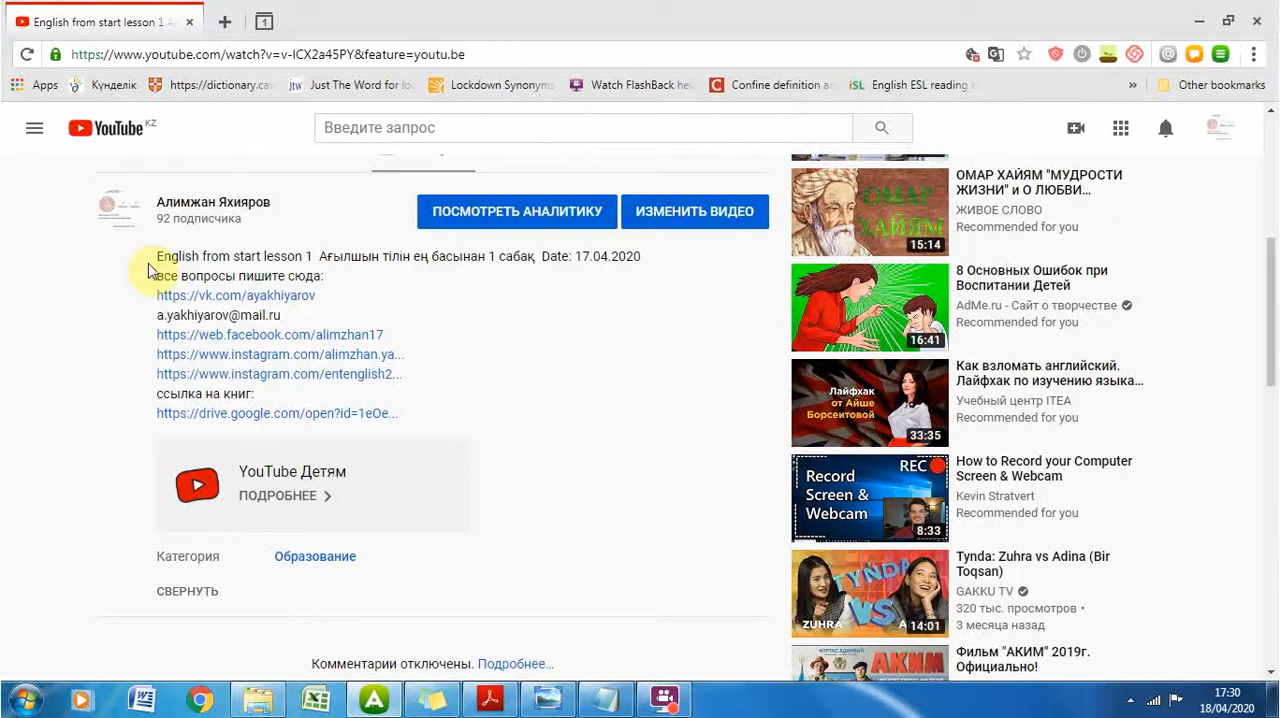 English from start lesson 1
1
https://www.youtube.com/watch?v=v-ICX2a45PY&feature=youtu.be
Apps
Кунделік
https://dictionary.ca
Just The Word for
Lockdown Synonyms
Watch FlashBack
Confine definition
English ESL reading
»
Other bookmarks
YouTube KZ
Введите запрос
Алимжан Яхияров
92 подписчика
ПОСМОТРЕТЬ АНАЛИТИКУ
ИЗМЕНИТЬ ВИДЕО
English from start lesson 1 Ағылшын тілін ең басынан 1 сабақ Date: 17.04.2020
все вопросы пишите сюда:
https://vk.com/ayakhiyarov
a.yakhiyarov@mail.ru
https://web.facebook.com/alimzhan17
https://www.instagram.com/alimzhan.ya...
https://www.instagram.com/entenglish2...
ссылка на книг:
https://drive.google.com/open?id=1eOe...
YouTube Детям
ПОДРОБНЕЕ
Категория
Образование
СВЕРНУТЬ
Комментарии отключены. Подробнее...
ОМАР ХАЙЯМ
15:14
ОМАР ХАЙЯМ "МУДРОСТИ
ЖИЗНИ" и О ЛЮБВИ...
ЖИВОЕ СЛОВО
Recommended for you
16:41
8 Основных Ошибок при
Воспитании Детей
AdMe.ru - Сайт о творчестве
Recommended for you
Лайфхак
от Айше
Борсеитовой
33:35
Как взломать английский.
Лайфхак по изучению языка...
Учебный центр ITEA
Recommended for you
Record
Screen &
Webcam
REC
8:33
How to Record your Computer
Screen & Webcam
Kevin Stratvert
Recommended for you
TYŃDA
VS
ZUHRA
14:01
Tynda: Zuhra vs Adina (Bir
Toqsan)
GAKKU TV
320 тыс. просмотров •
3 месяца назад
АКИМ
Фильм "АКИМ" 2019г.
Официально!
17:30
18/04/2020